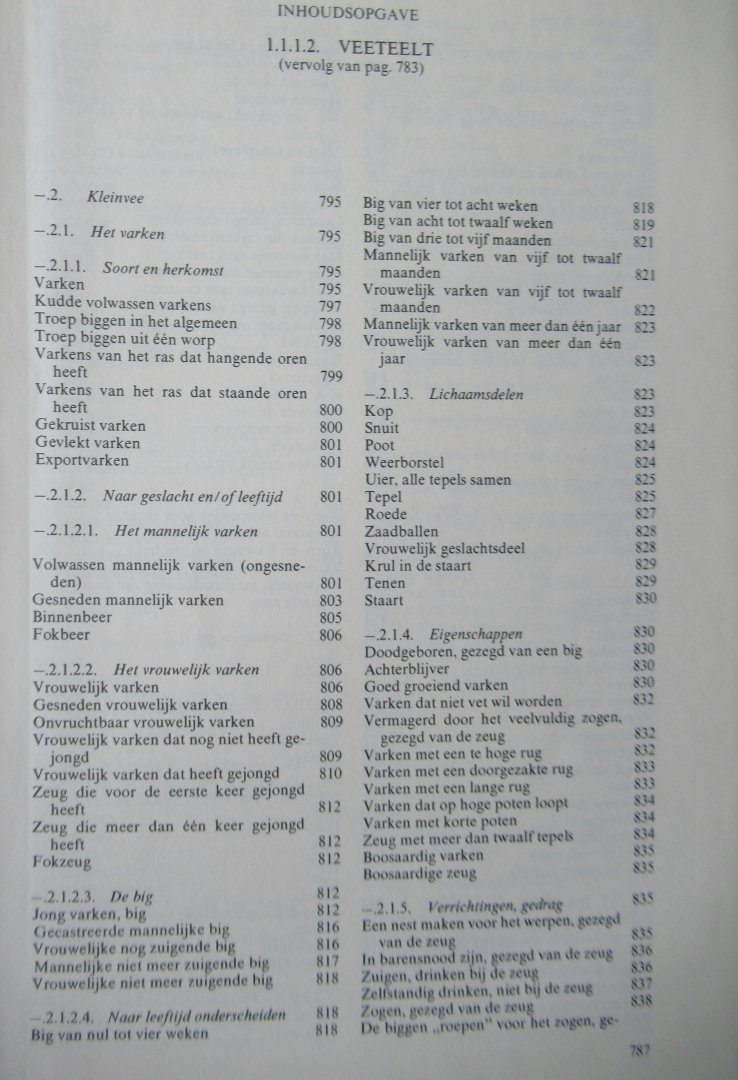 INHOUDSOPGAVE
1.1.1.2. VEETEELT
(vervolg van pag. 783)
—.2. Kleinvee 795
—.2.1. Het varken 795
—.2.1.1. Soort en herkomst 795
Varken 795
Kudde volwassen varkens 797
Troep biggen in het algemeen 798
Troep biggen uit één worp 798
Varkens van het ras dat hangende oren
heeft 799
Varkens van het ras dat staande oren
heeft 800
Gekruist varken 800
Gevlekt varken 801
Exportvarken 801
—.2.1.2. Naar geslacht en/of leeftijd 801
—.2.1.2.1. Het mannelijk varken 801
Volwassen mannelijk varken (ongesne-
den) 801
Gesneden mannelijk varken 803
Binnenbeer 805
Fokbeer 806
—.2.1.2.2. Het vrouwelijk varken 806
Vrouwelijk varken 806
Gesneden vrouwelijk varken 808
Onvruchtbaar vrouwelijk varken 809
Vrouwelijk varken dat nog niet heeft ge-
jongd 809
Vrouwelijk varken dat heeft gejongd 810
Zeug die voor de eerste keer gejongd
heeft 812
Zeug die meer dan één keer gejongd
heeft 812
Fokzeug 812
—.2.1.2.3. De big 812
Jong varken, big 812
Gecastreerde mannelijke big 816
Vrouwelijke nog zuigende big 816
Mannelijke niet meer zuigende big 817
Vrouwelijke niet meer zuigende big 818
—.2.1.2.4. Naar leeftijd onderscheiden 818
Big van nul tot vier weken 818
Big van vier tot acht weken 818
Big van acht tot twaalf weken 819
Big van drie tot vijf maanden 821
Mannelijk varken van vijf tot twaalf
maanden 821
Vrouwelijk varken van vijf tot twaalf
maanden 822
Mannelijk varken van meer dan één jaar 823
Vrouwelijk varken van meer dan één
jaar 823
—.2.1.3. Lichaamsdelen 823
Kop 823
Snuit 824
Poot 824
Weerborstel 824
Uier, alle tepels samen 825
Tepel 825
Roede 827
Zaadballen 828
Vrouwelijk geslachtsdeel 828
Krul in de staart 829
Tenen 829
Staart 830
—.2.1.4. Eigenschappen 830
Doodgeboren, gezegd van een big 830
Achterblijver 830
Goed groeiend varken 830
Varken dat niet vet wil worden 832
Vermagerd door het veelvuldig zogen,
gezegd van de zeug 832
Varken met een te hoge rug 832
Varken met een doorgezakte rug 833
Varken met een lange rug 833
Varken dat op hoge poten loopt 834
Varken met korte poten 834
Zeug met meer dan twaalf tepels 834
Boosaardig varken 835
Boosaardige zeug 835
—.2.1.5. Verrichtingen, gedrag 835
Een nest maken voor het werpen, gezegd
van de zeug 835
In barensnood zijn, gezegd van de zeug 836
Zuigen, drinken bij de zeug 836
Zelfstandig drinken, niet bij de zeug 837
Zogen, gezegd van de zeug 838
De biggen „roepen" voor het zogen, ge-
787